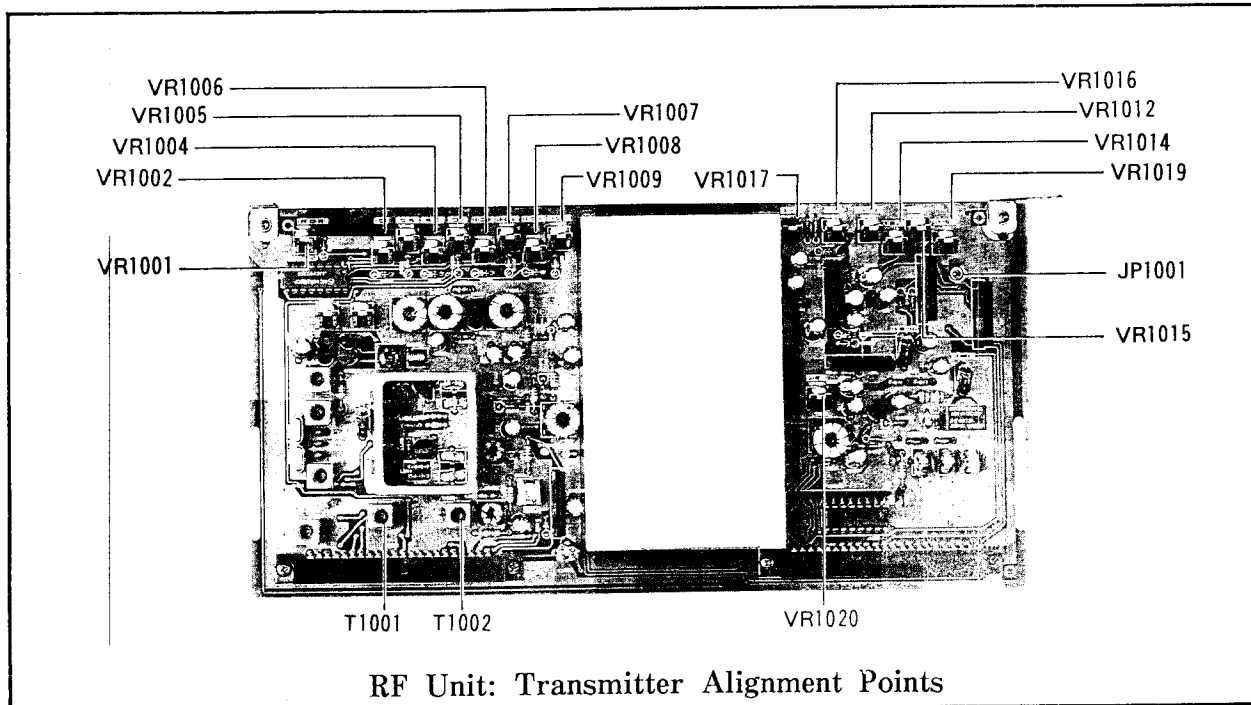 VR1006
VR1005
VR1004
VR1002
VR1007
VR1008
VR1009
VR1017
VR1016
VR1012
VR1014
VR1019
VR1001
JP1001
VR1015
T1001
T1002
VR1020
RF Unit: Transmitter Alignment Points